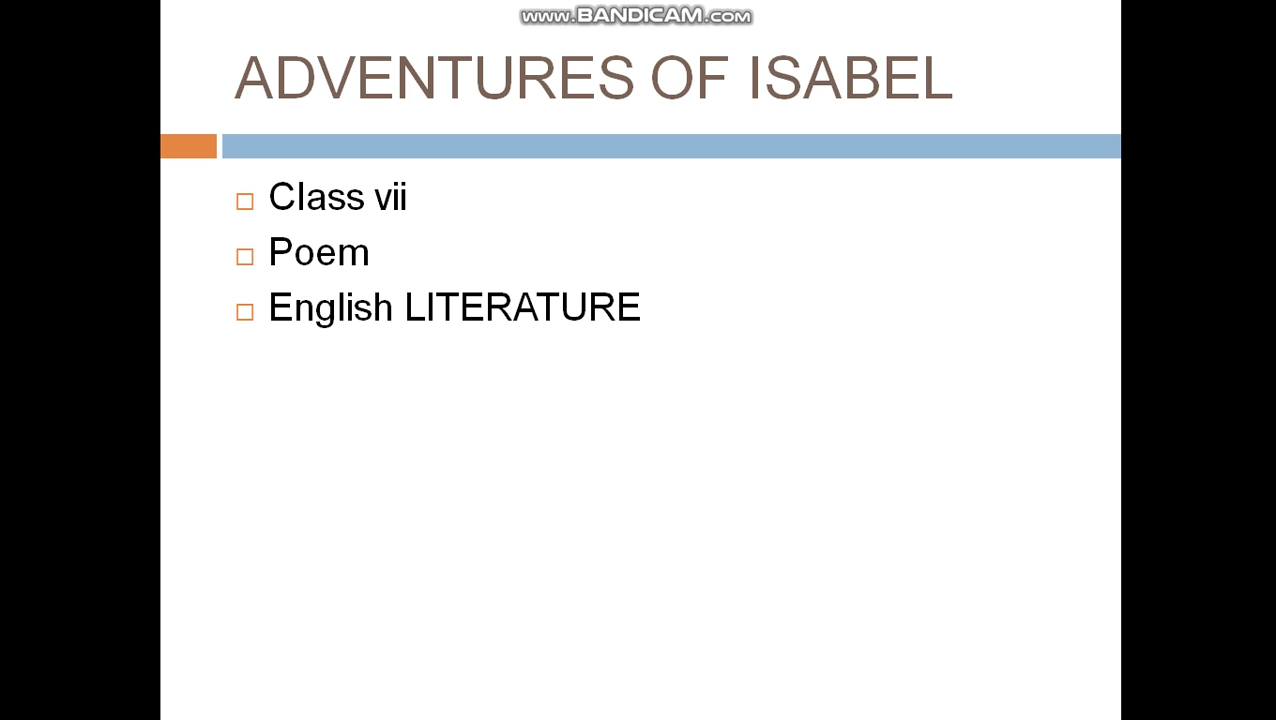 www.BANDICAM.com
ADVENTURES OF ISABEL
Class vii
Poem
English LITERATURE